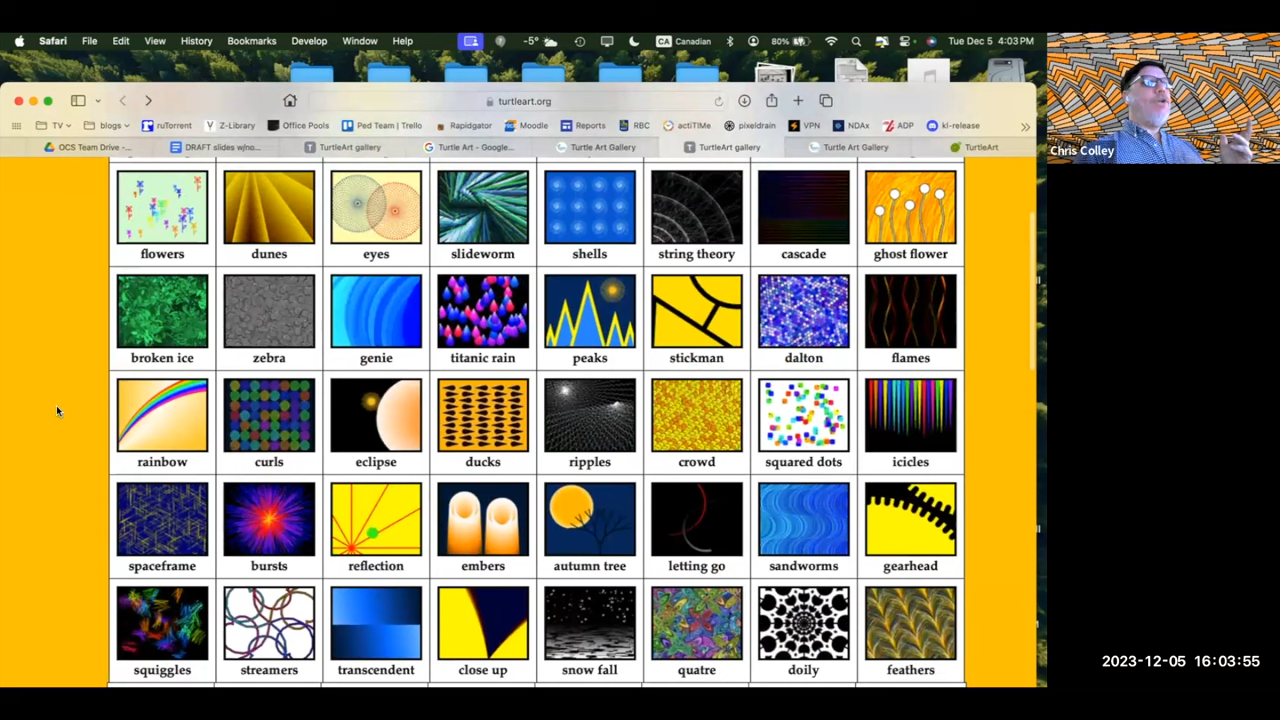 Safari File Edit View History Bookmarks Develop Window Help -5° CA Canadian 80% Tue Dec 5 4:03 PM
turtleart.org
TV blogs ruTorrent Z-Library Office Pools Ped Team | Trello Rapidgator Moodle Reports RBC actiTIMe pixeldrain VPN NDAx ADP kl-release
OCS Team Drive -... DRAFT slides w/no... TurtleArt gallery Turtle Art - Google... Turtle Art Gallery TurtleArt gallery Turtle Art Gallery TurtleArt
Chris Colley
flowers dunes eyes slideworm shells string theory cascade ghost flower
broken ice zebra genie titanic rain peaks stickman dalton flames
rainbow curls eclipse ducks ripples crowd squared dots icicles
spaceframe bursts reflection embers autumn tree letting go sandworms gearhead
squiggles streamers transcendent close up snow fall quatre doily feathers
2023-12-05 16:03:55